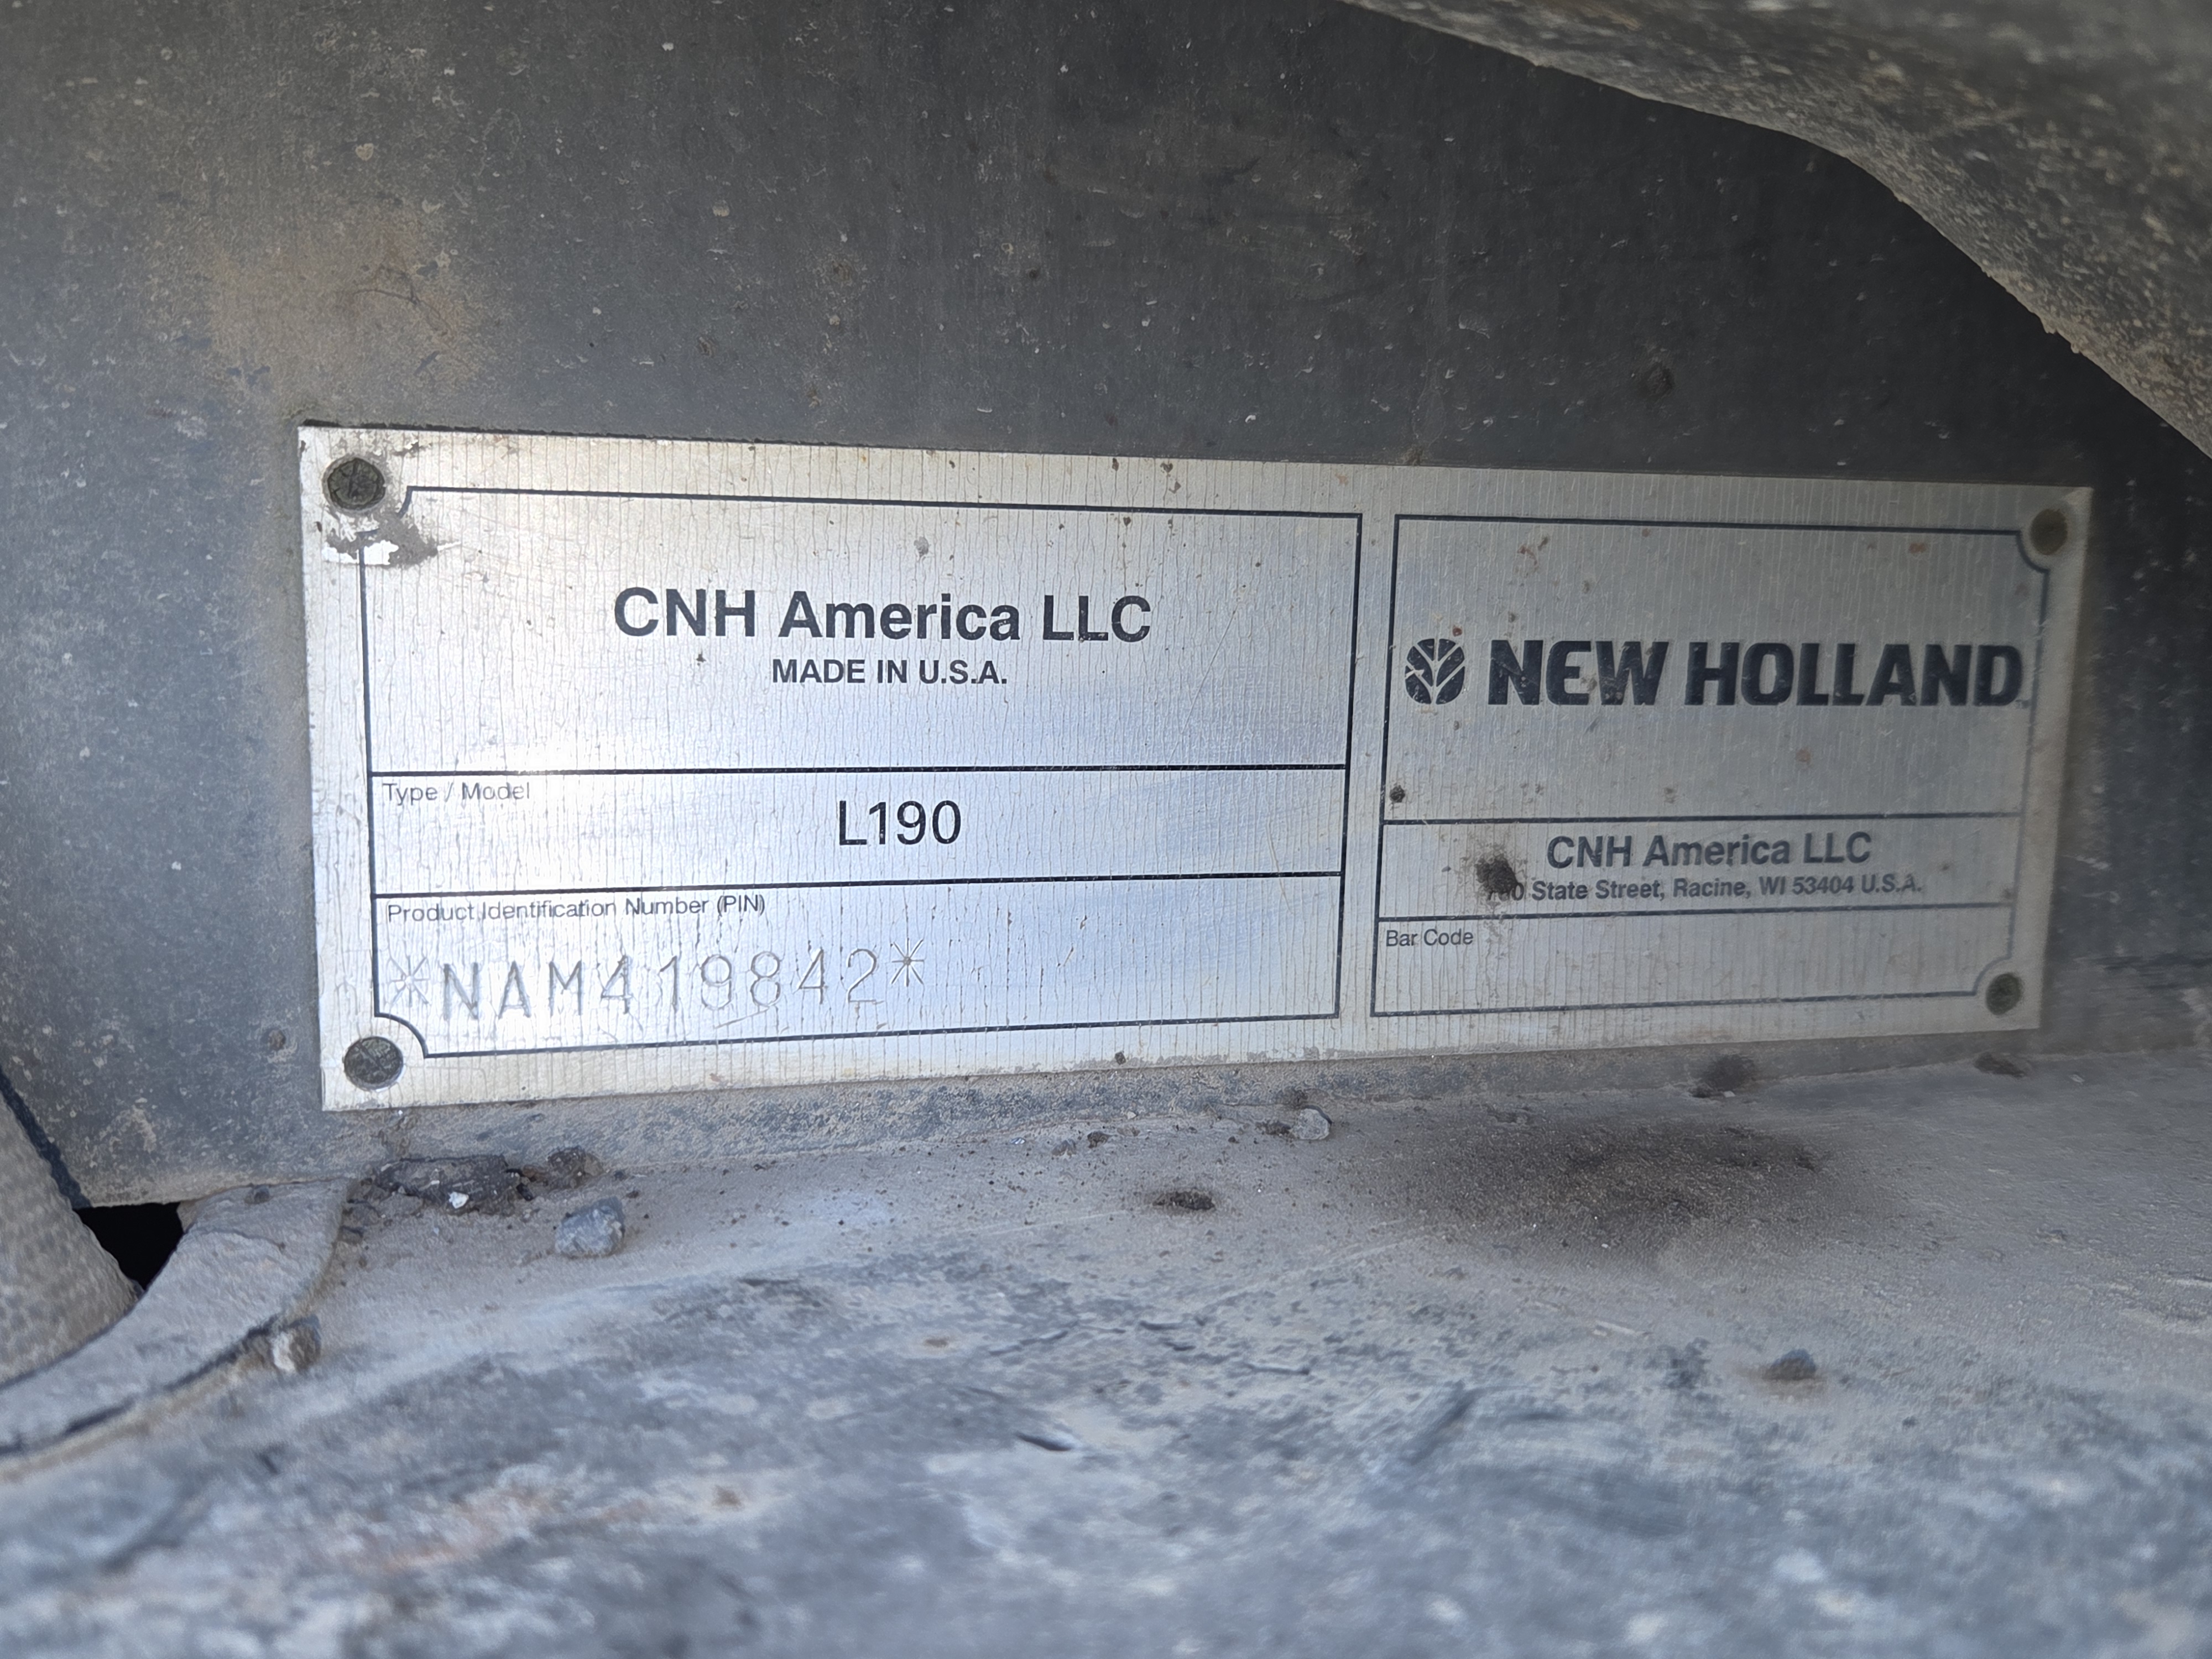 CNH America LLC
MADE IN U.S.A.
Type / Model
L190
Product Identification Number (PIN)
*NAM419842*
NEW HOLLAND
CNH America LLC
State Street, Racine, WI 53404 U.S.A.
Bar Code